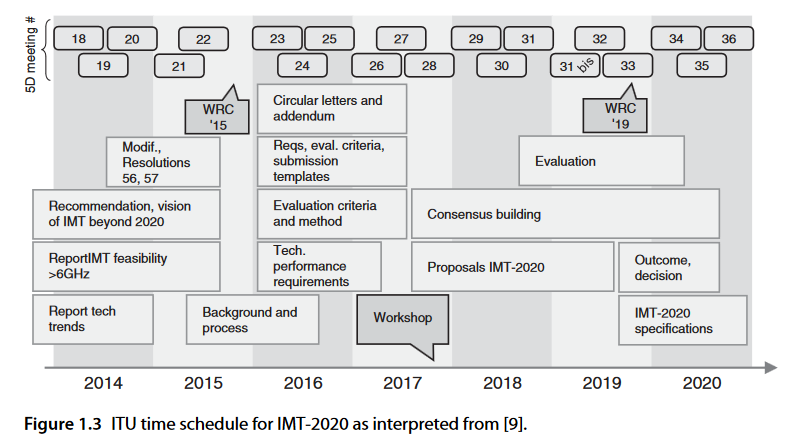 5D meeting #
18
20
22
23
25
27
29
31
32
34
36
19
21
24
26
28
30
31 bis
33
35
WRC
'15
Circular letters and
addendum
WRC
'19
Modif.,
Resolutions
56, 57
Reqs, eval. criteria,
submission
templates
Evaluation
Recommendation, vision
of IMT beyond 2020
Evaluation criteria
and method
Consensus building
ReportIMT feasibility
>6GHz
Tech.
performance
requirements
Proposals IMT-2020
Outcome,
decision
Report tech
trends
Background and
process
Workshop
IMT-2020
specifications
2014
2015
2016
2017
2018
2019
2020
Figure 1.3 ITU time schedule for IMT-2020 as interpreted from [9].